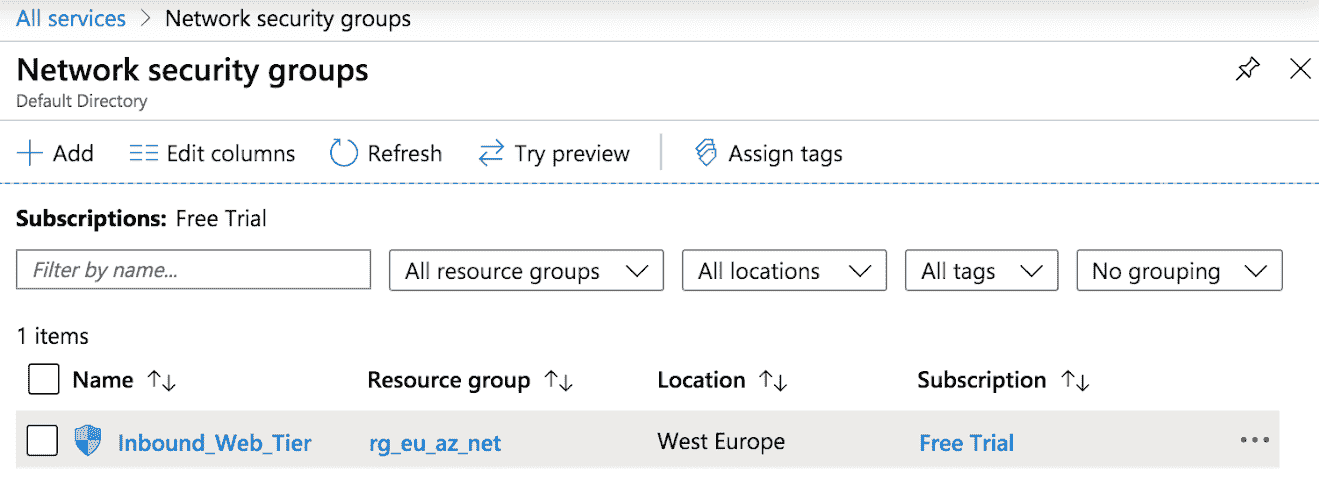 All services > Network security groups
Network security groups
Default Directory
Add Edit columns Refresh Try preview Assign tags
Subscriptions: Free Trial
Filter by name... All resource groups All locations All tags No grouping
1 items
Name Resource group Location Subscription
Inbound_Web_Tier rg_eu_az_net West Europe Free Trial